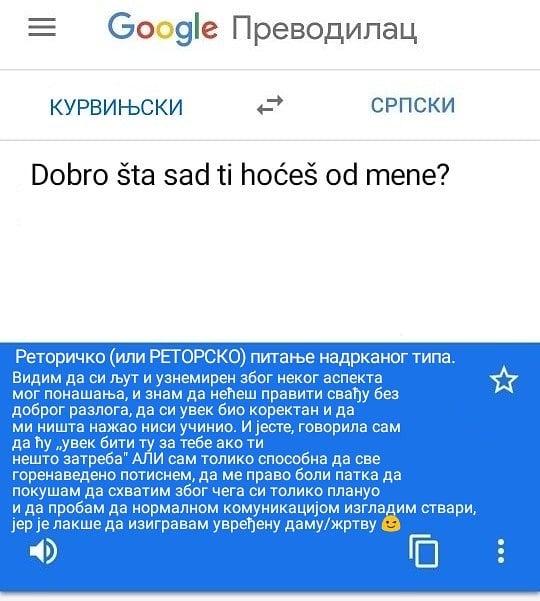 Google Преводилац
КУРВИЊСКИ
СРПСКИ
Dobro šta sad ti hoćeš od mene?
Реторичко (или РЕТОРСКО) питање надрканог типа.
Видим да си љут и узнемирен због неког аспекта
мог понашања, и знам да нећеш правити свађу без
доброг разлога, да си увек био коректан и да
ми ништа нажао ниси учинио. И јесте, говорила сам
да ћу „увек бити ту за тебе ако ти
нешто затреба" АЛИ сам толико способна да све
горенаведено потиснем, да ме право боли патка да
покушам да схватим због чега си толико плануо
и да пробам да нормалном комуникацијом изгладим ствари,
јер је лакше да изигравам увређену даму/жртву 😉